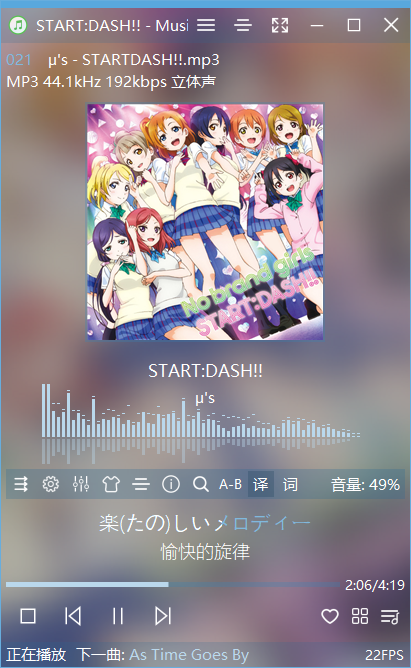 START:DASH!! - Musi
021 μ's - STARTDASH!!.mp3
MP3 44.1kHz 192kbps 立体声
No brand girls
START:DASH!!
START:DASH!!
μ's
A-B 译 词 音量: 49%
楽(たの)しいメロディー
愉快的旋律
2:06/4:19
正在播放 下一曲: As Time Goes By 22FPS